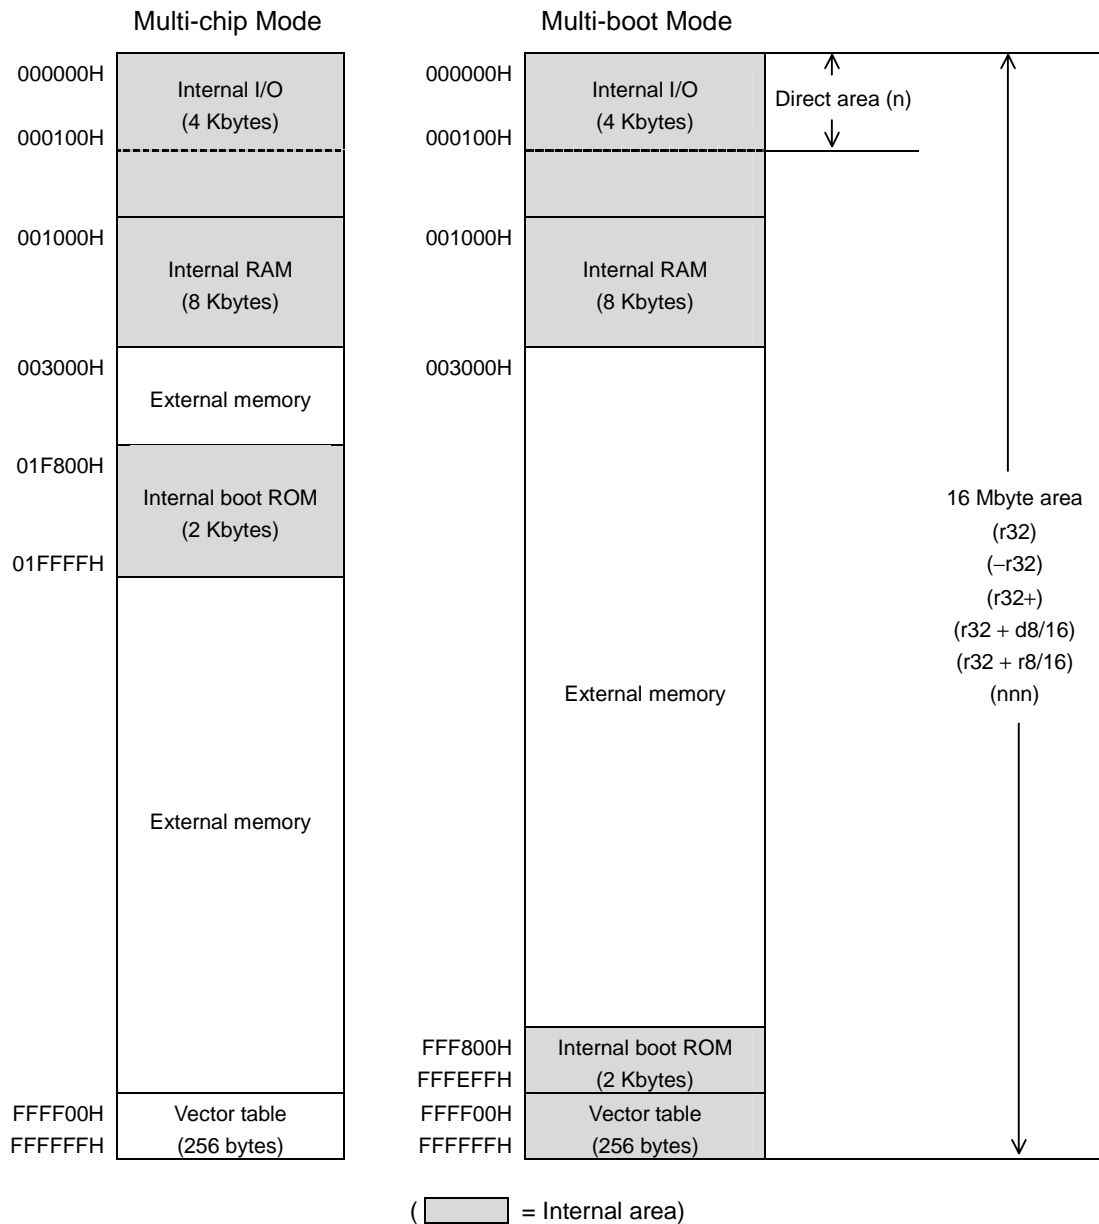 Multi-chip Mode
000000H
Internal I/O
(4 Kbytes)
000100H
001000H
Internal RAM
(8 Kbytes)
003000H
External memory
01F800H
Internal boot ROM
(2 Kbytes)
01FFFFH
External memory
FFFF00H
Vector table
FFFFFFH
(256 bytes)
Multi-boot Mode
000000H
Internal I/O
(4 Kbytes)
000100H
001000H
Internal RAM
(8 Kbytes)
003000H
External memory
FFF800H
Internal boot ROM
FFFEFFH
(2 Kbytes)
FFFF00H
Vector table
FFFFFFH
(256 bytes)
Direct area (n)
16 Mbyte area
(r32)
(−r32)
(r32+)
(r32 + d8/16)
(r32 + r8/16)
(nnn)
( = Internal area)